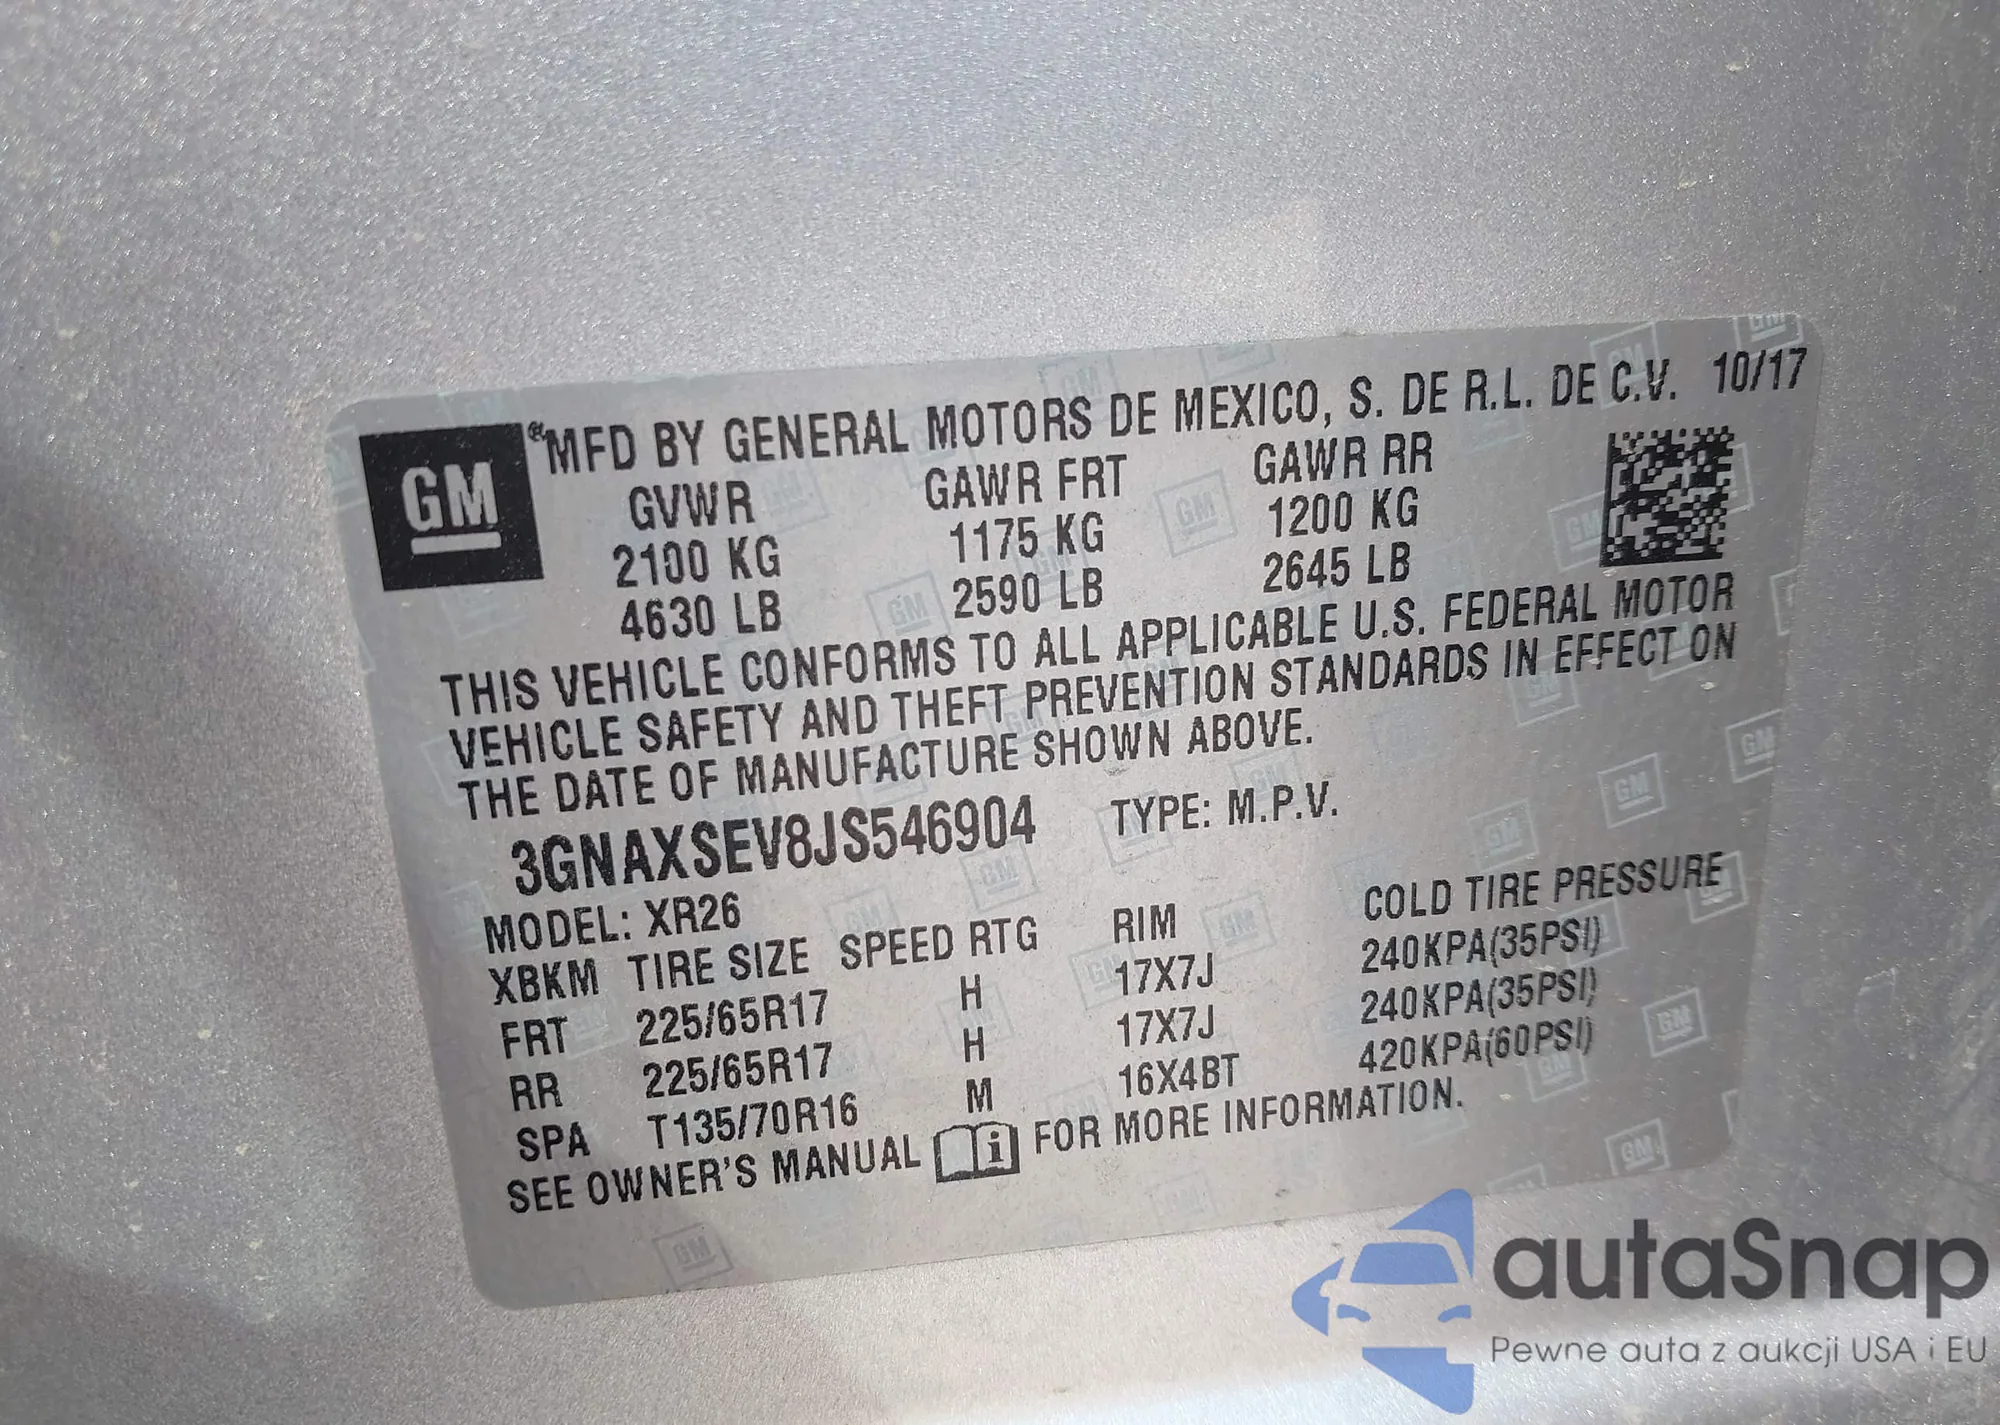 GM
®MFD BY GENERAL MOTORS DE MEXICO, S. DE R.L. DE C.V. 10/17
GVWR GAWR FRT GAWR RR
2100 KG 1175 KG 1200 KG
4630 LB 2590 LB 2645 LB
THIS VEHICLE CONFORMS TO ALL APPLICABLE U.S. FEDERAL MOTOR
VEHICLE SAFETY AND THEFT PREVENTION STANDARDS IN EFFECT ON
THE DATE OF MANUFACTURE SHOWN ABOVE.
3GNAXSEV8JS546904 TYPE: M.P.V.
MODEL: XR26
XBKM TIRE SIZE SPEED RTG RIM COLD TIRE PRESSURE
FRT 225/65R17 H 17X7J 240KPA(35PSI)
RR 225/65R17 H 17X7J 240KPA(35PSI)
SPA T135/70R16 M 16X4BT 420KPA(60PSI)
SEE OWNER'S MANUAL i FOR MORE INFORMATION.
autaSnap
Pewne auta z aukcji USA i EU